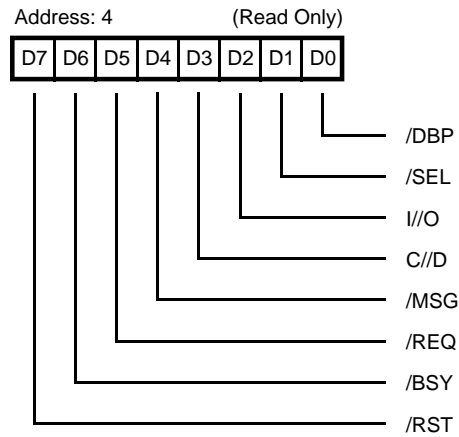 Address: 4 (Read Only)
D7 D6 D5 D4 D3 D2 D1 D0
/DBP
/SEL
I//O
C//D
/MSG
/REQ
/BSY
/RST